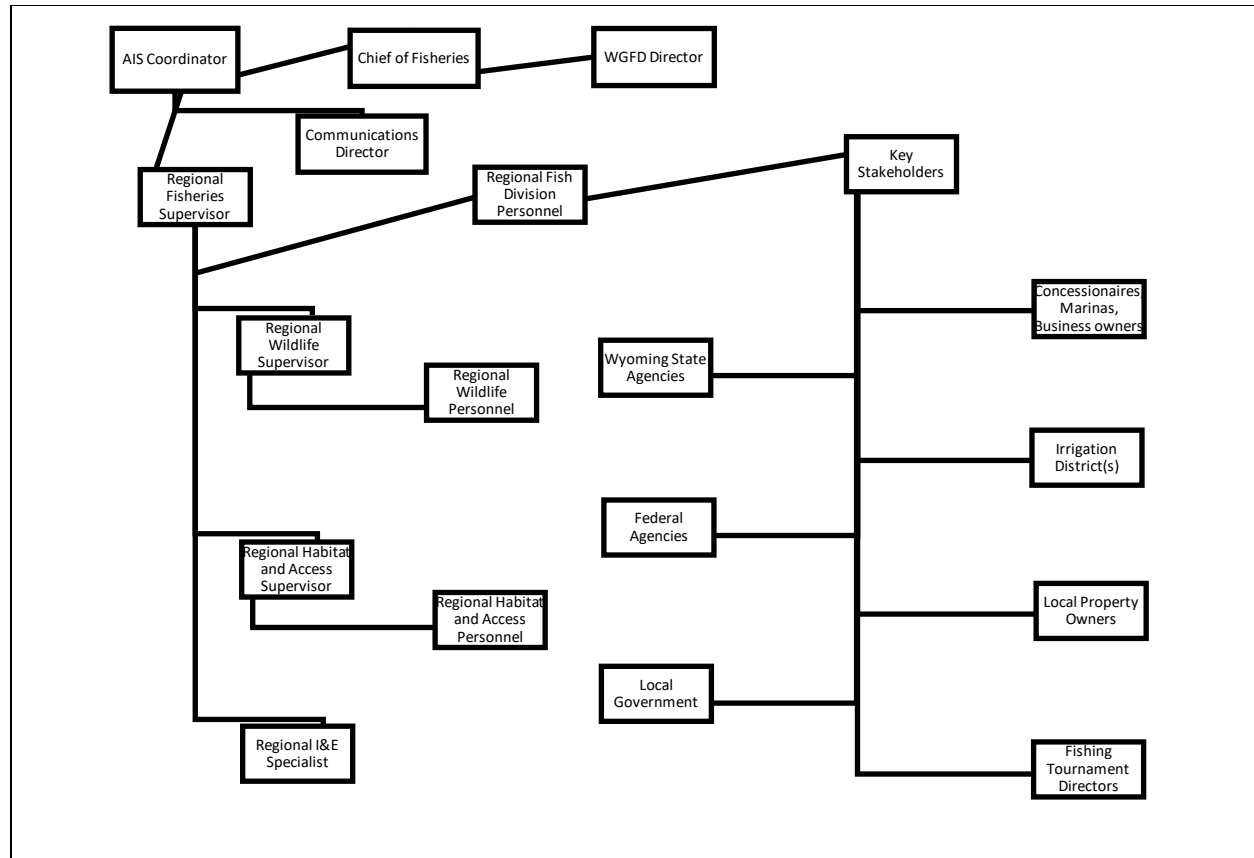 AIS Coordinator
Chief of Fisheries
WGFD Director
Communications
Director
Regional
Fisheries
Supervisor
Regional Fish
Division
Personnel
Key
Stakeholders
Regional
Wildlife
Supervisor
Regional
Wildlife
Personnel
Regional Habitat
and Access
Supervisor
Regional Habitat
and Access
Personnel
Regional I&E
Specialist
Wyoming State
Agencies
Federal
Agencies
Local
Government
Concessionaires,
Marinas,
Business owners
Irrigation
District(s)
Local Property
Owners
Fishing
Tournament
Directors